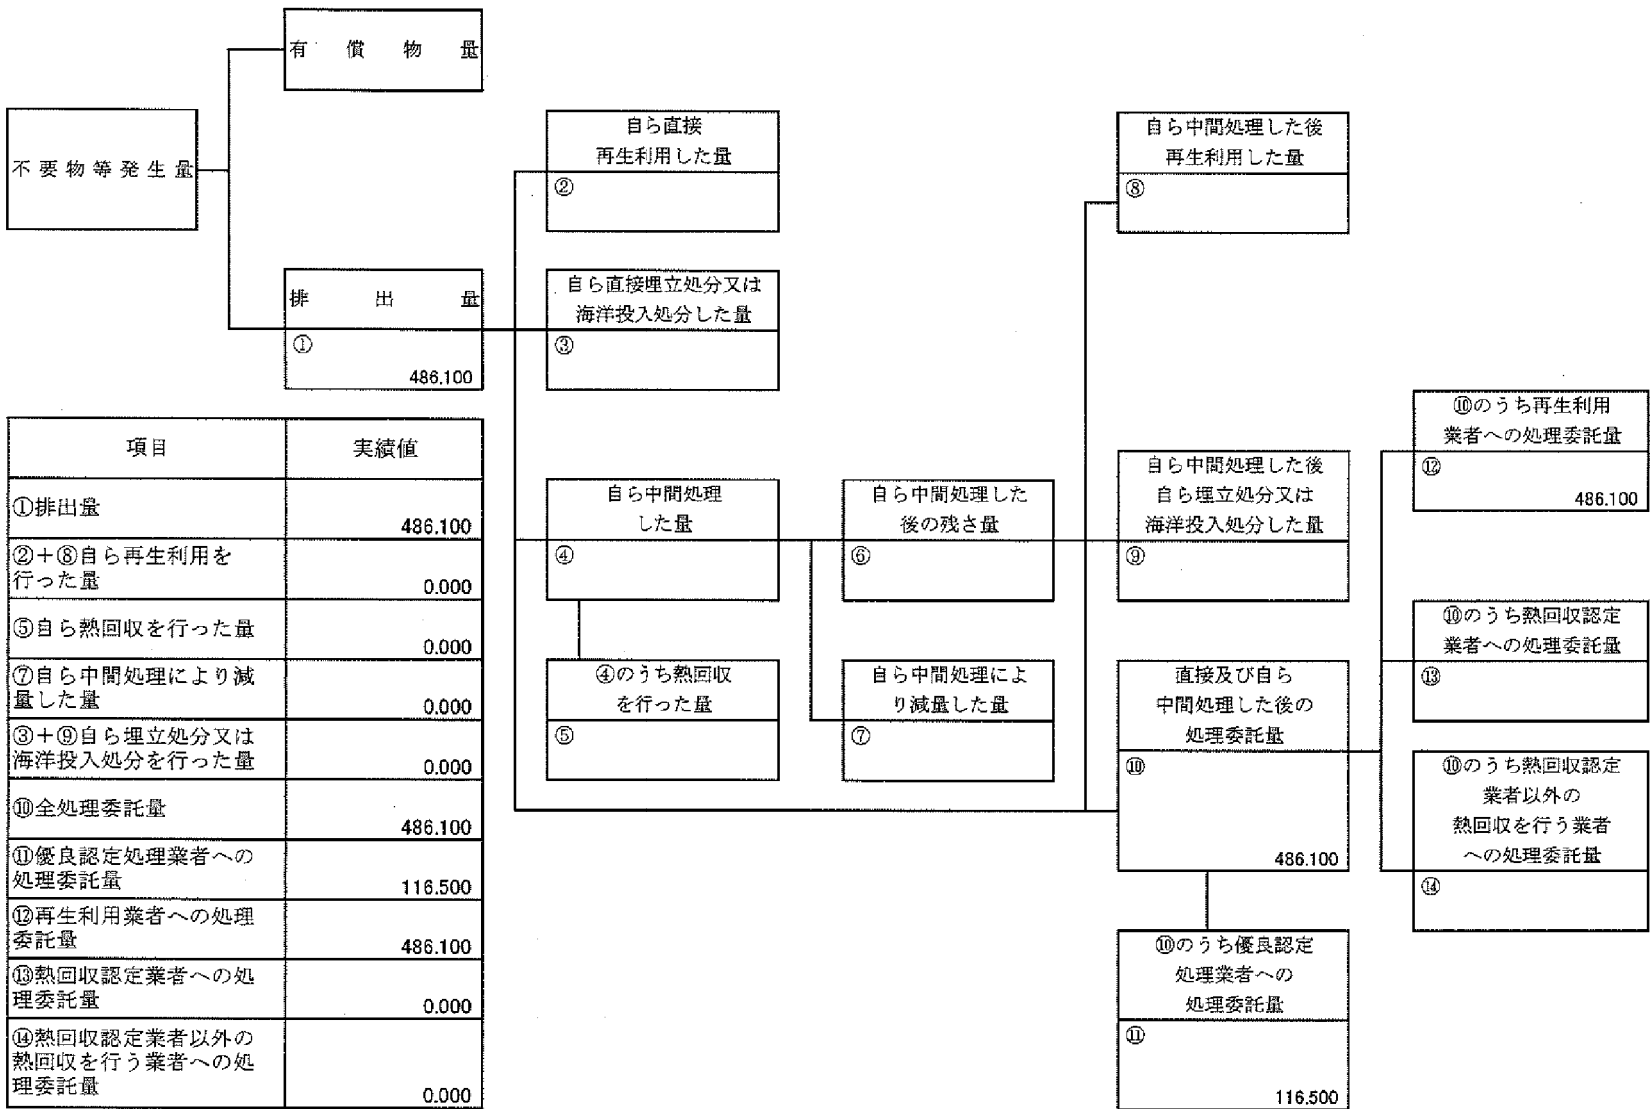 有償物量
不要物等発生量
排出量
①
486.100
自ら直接
再生利用した量
②
自ら直接埋立処分又は
海洋投入処分した量
③
自ら中間処理
した量
④
④のうち熱回収
を行った量
⑤
自ら中間処理した
後の残さ量
⑥
自ら中間処理によ
り減量した量
⑦
自ら中間処理した後
再生利用した量
⑧
自ら中間処理した後
自ら埋立処分又は
海洋投入処分した量
⑨
直接及び自ら
中間処理した後の
処理委託量
⑩
486.100
⑩のうち優良認定
処理業者への
処理委託量
⑪
116.500
⑩のうち再生利用
業者への処理委託量
⑫
486.100
⑩のうち熱回収認定
業者への処理委託量
⑬
⑩のうち熱回収認定
業者以外の
熱回収を行う業者
への処理委託量
⑭
項目 実績値
①排出量
486.100
②+⑧自ら再生利用を
行った量
0.000
⑤自ら熱回収を行った量
0.000
⑦自ら中間処理により減
量した量
0.000
③+⑨自ら埋立処分又は
海洋投入処分を行った量
0.000
⑩全処理委託量
486.100
⑪優良認定処理業者への
処理委託量
116.500
⑫再生利用業者への処理
委託量
486.100
⑬熱回収認定業者への処
理委託量
0.000
⑭熱回収認定業者以外の
熱回収を行う業者への処
理委託量
0.000